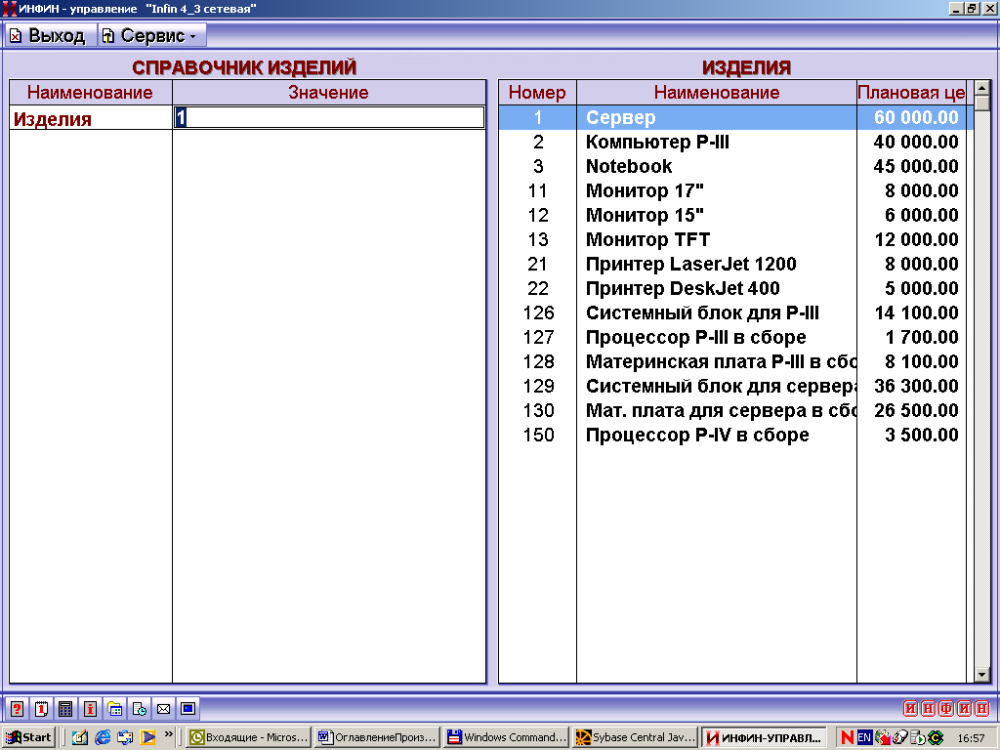 ИНФИН - управление "Infin 4_3 сетевая"
Выход Сервис
СПРАВОЧНИК ИЗДЕЛИЙ
Наименование Значение
Изделия 1
ИЗДЕЛИЯ
Номер Наименование Плановая це
1 Сервер 60 000.00
2 Компьютер P-III 40 000.00
3 Notebook 45 000.00
11 Монитор 17" 8 000.00
12 Монитор 15" 6 000.00
13 Монитор TFT 12 000.00
21 Принтер LaserJet 1200 8 000.00
22 Принтер DeskJet 400 5 000.00
126 Системный блок для P-III 14 100.00
127 Процессор P-III в сборе 1 700.00
128 Материнская плата P-III в сбо 8 100.00
129 Системный блок для сервера 36 300.00
130 Мат. плата для сервера в сбо 26 500.00
150 Процессор P-IV в сборе 3 500.00
ИНФИН
Start » Входящие - Micros... ОглавлениеПроиз... Windows Command... Sybase Central Jav... ИНФИН-УПРАВЛ... N EN 16:57